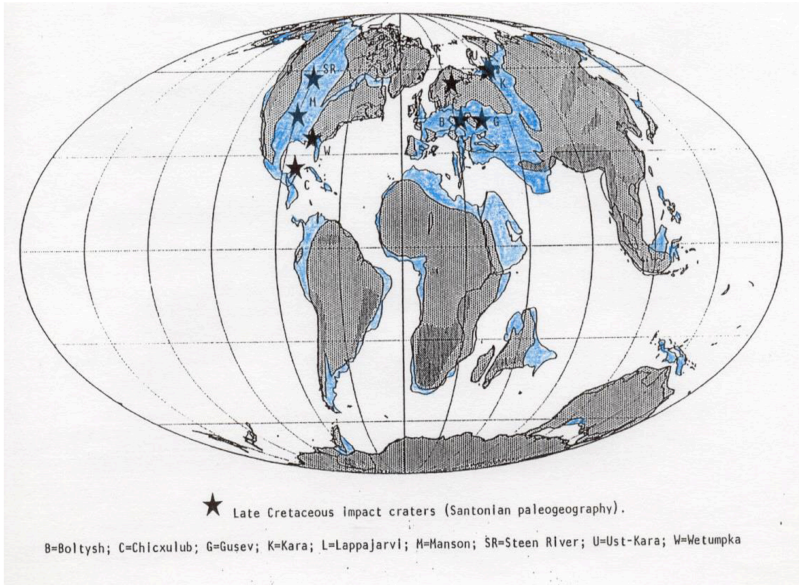 U
SR
K
M
B
G
W
C
Late Cretaceous impact craters (Santonian paleogeography).
B=Boltysh; C=Chicxulub; G=Gusev; K=Kara; L=Lappajarvi; M=Manson; SR=Steen River; U=Ust-Kara; W=Wetumpka